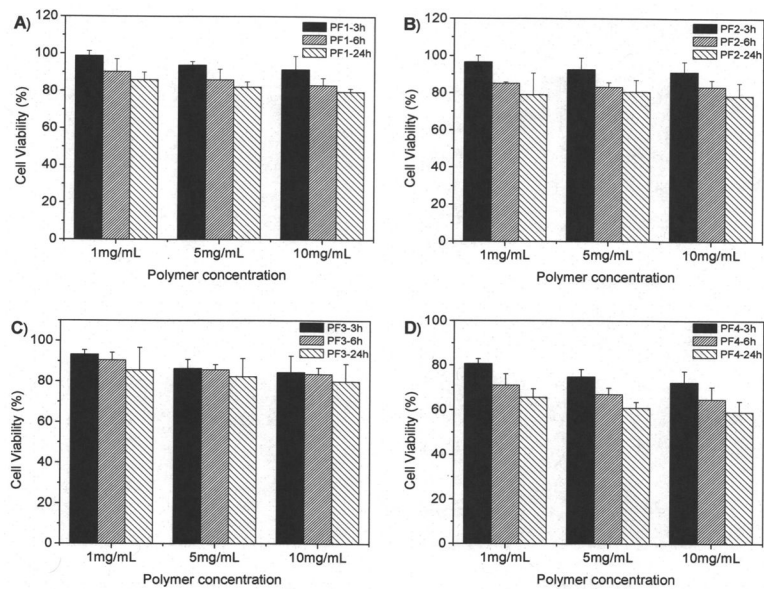 A)
120
100
80
60
40
20
0
Cell Viability (%)
PF1-3h
PF1-6h
PF1-24h
1mg/mL 5mg/mL 10mg/mL
Polymer concentration
B)
120
100
80
60
40
20
0
Cell Viability (%)
PF2-3h
PF2-6h
PF2-24h
1mg/mL 5mg/mL 10mg/mL
Polymer concentration
C)
100
80
60
40
20
0
Cell Viability (%)
PF3-3h
PF3-6h
PF3-24h
1mg/mL 5mg/mL 10mg/mL
Polymer concentration
D)
100
80
60
40
20
0
Cell Viability (%)
PF4-3h
PF4-6h
PF4-24h
1mg/mL 5mg/mL 10mg/mL
Polymer concentration